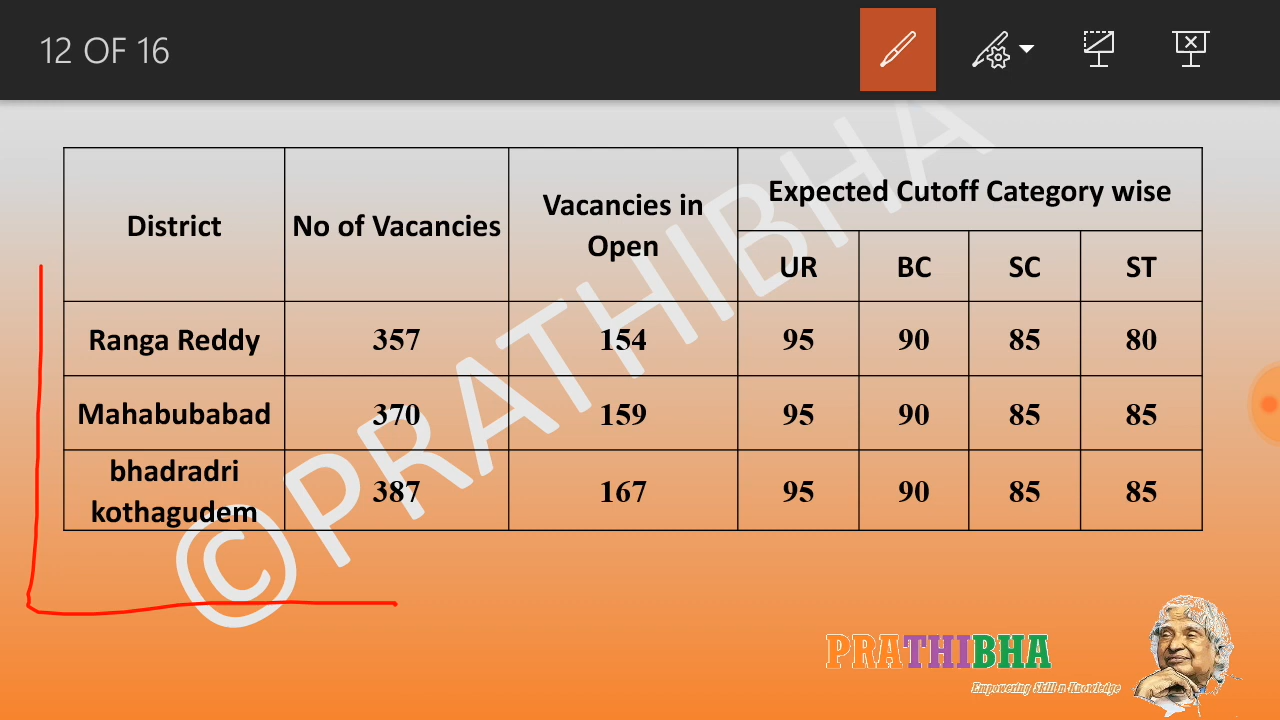 12 OF 16
District No of Vacancies Vacancies in Open Expected Cutoff Category wise
UR BC SC ST
Ranga Reddy 357 154 95 90 85 80
Mahabubabad 370 159 95 90 85 85
bhadradri kothagudem 387 167 95 90 85 85
©PRATHIBHA
PRATHIBHA
Empowering Skill n Knowledge